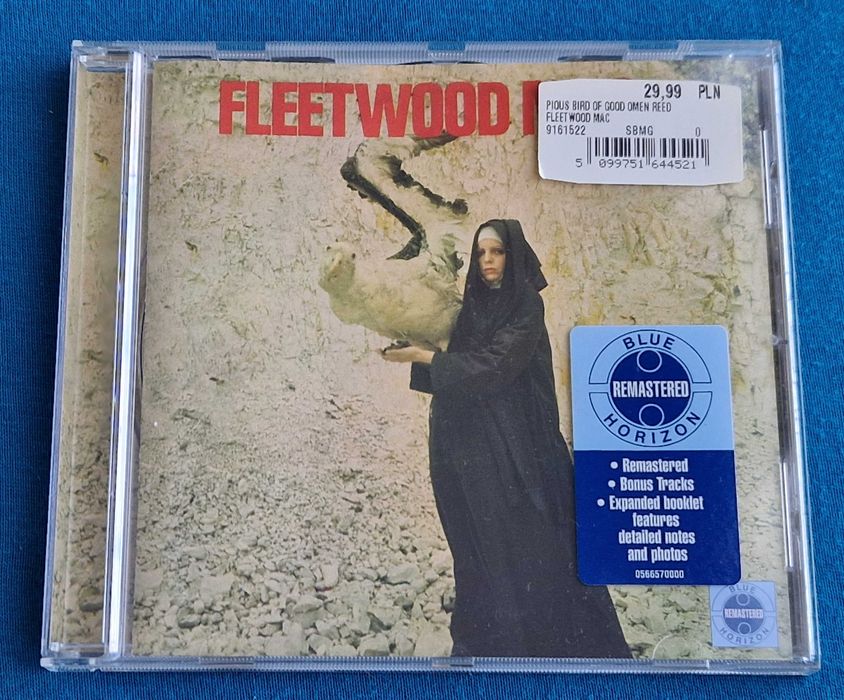 FLEETWOOD
29,99 PLN
PIOUS BIRD OF GOOD OMEN REED
FLEETWOOD MAC
9161522 SBMG 0
5 099751 644521
BLUE
REMASTERED
HORIZON
• Remastered
• Bonus Tracks
• Expanded booklet
features
detailed notes
and photos
0566570000
BLUE
REMASTERED
HORIZON